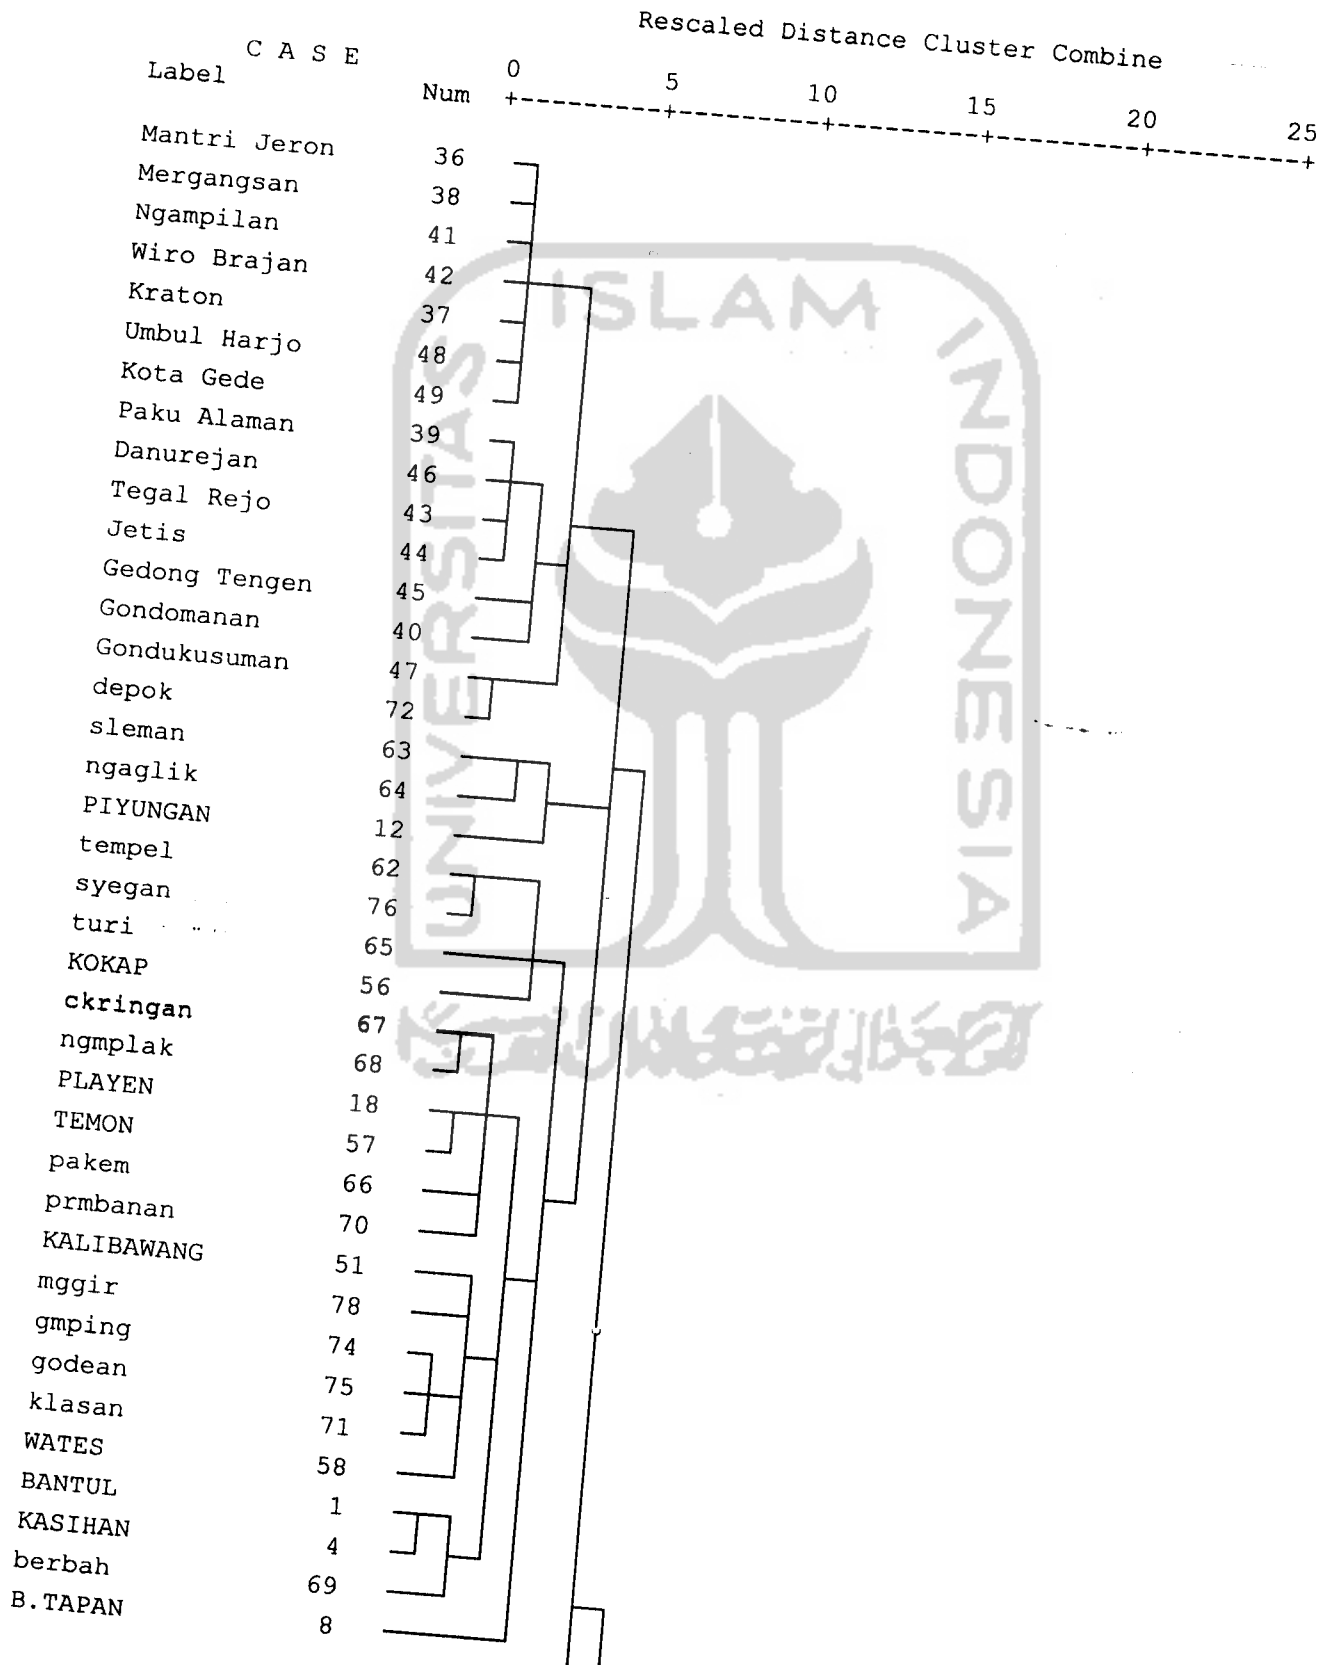 Rescaled Distance Cluster Combine
C A S E 0 5 10 15 20 25
Label Num +---------+---------+---------+---------+---------+
Mantri Jeron 36
Mergangsan 38
Ngampilan 41
Wiro Brajan 42
Kraton 37
Umbul Harjo 48
Kota Gede 49
Paku Alaman 39
Danurejan 46
Tegal Rejo 43
Jetis 44
Gedong Tengen 45
Gondomanan 40
Gondukusuman 47
depok 72
sleman 63
ngaglik 64
PIYUNGAN 12
tempel 62
syegan 76
turi 65
KOKAP 56
ckringan 67
ngmplak 68
PLAYEN 18
TEMON 57
pakem 66
prmbanan 70
KALIBAWANG 51
mggir 78
gmping 74
godean 75
klasan 71
WATES 58
BANTUL 1
KASIHAN 4
berbah 69
B.TAPAN 8
UNIVERSITAS
ISLAM
INDONESIA